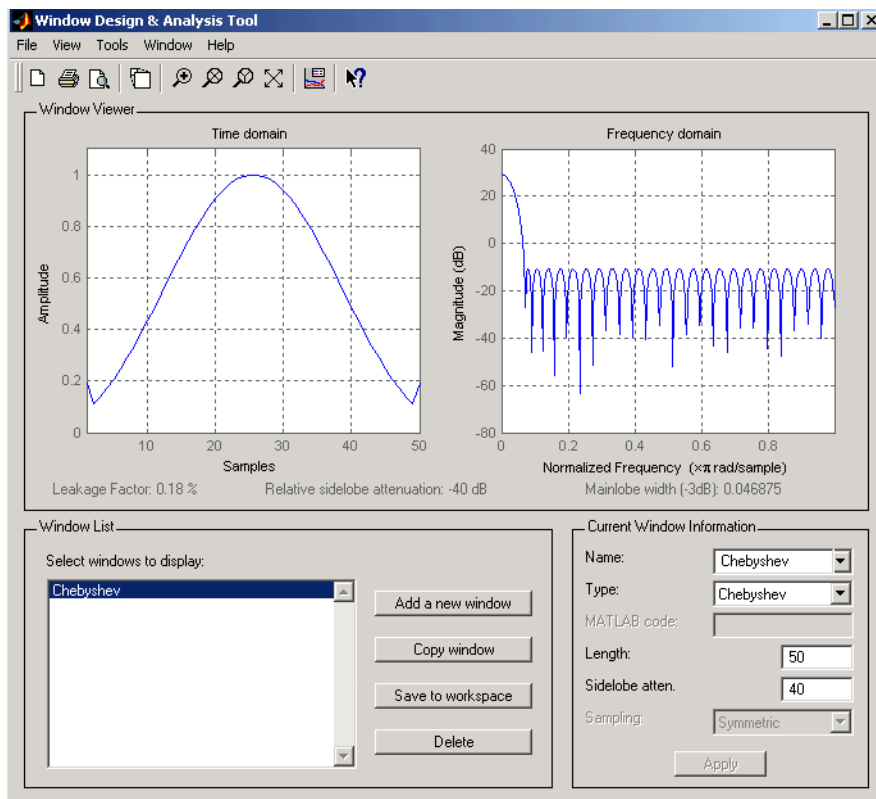 Window Design & Analysis Tool
File View Tools Window Help
Window Viewer
Time domain
Frequency domain
1
0.8
0.6
0.4
0.2
0
Amplitude
10 20 30 40 50
Samples
40
20
0
-20
-40
-60
-80
Magnitude (dB)
0 0.2 0.4 0.6 0.8
Normalized Frequency (×π rad/sample)
Leakage Factor: 0.18 % Relative sidelobe attenuation: -40 dB Mainlobe width (-3dB): 0.046875
Window List
Select windows to display:
Chebyshev
Add a new window
Copy window
Save to workspace
Delete
Current Window Information
Name: Chebyshev
Type: Chebyshev
MATLAB code:
Length: 50
Sidelobe atten. 40
Sampling: Symmetric
Apply